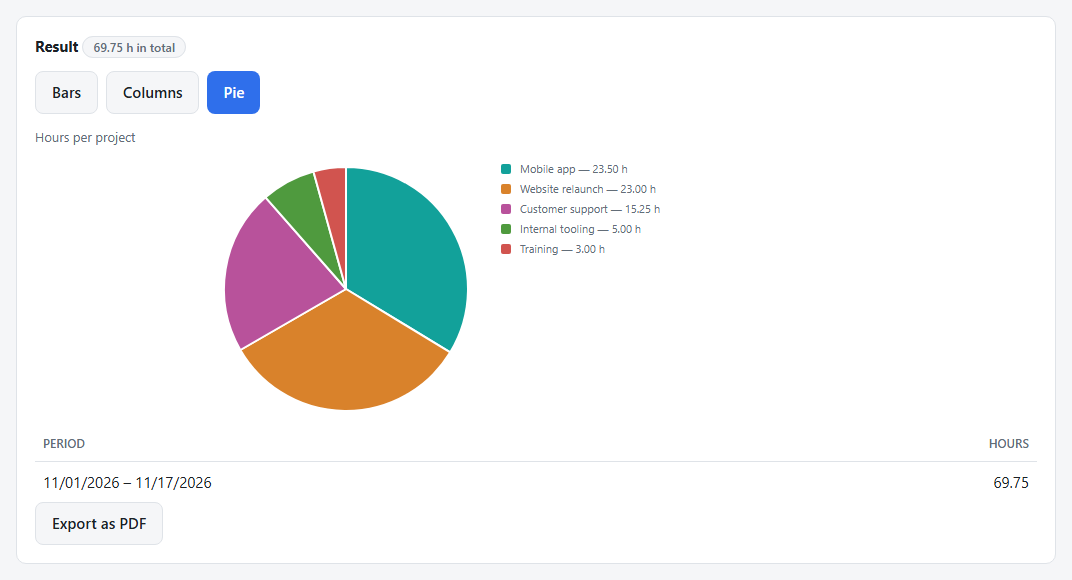 Result 69.75 h in total
Bars Columns Pie
Hours per project
Mobile app — 23.50 h
Website relaunch — 23.00 h
Customer support — 15.25 h
Internal tooling — 5.00 h
Training — 3.00 h
PERIOD HOURS
11/01/2026 – 11/17/2026 69.75
Export as PDF